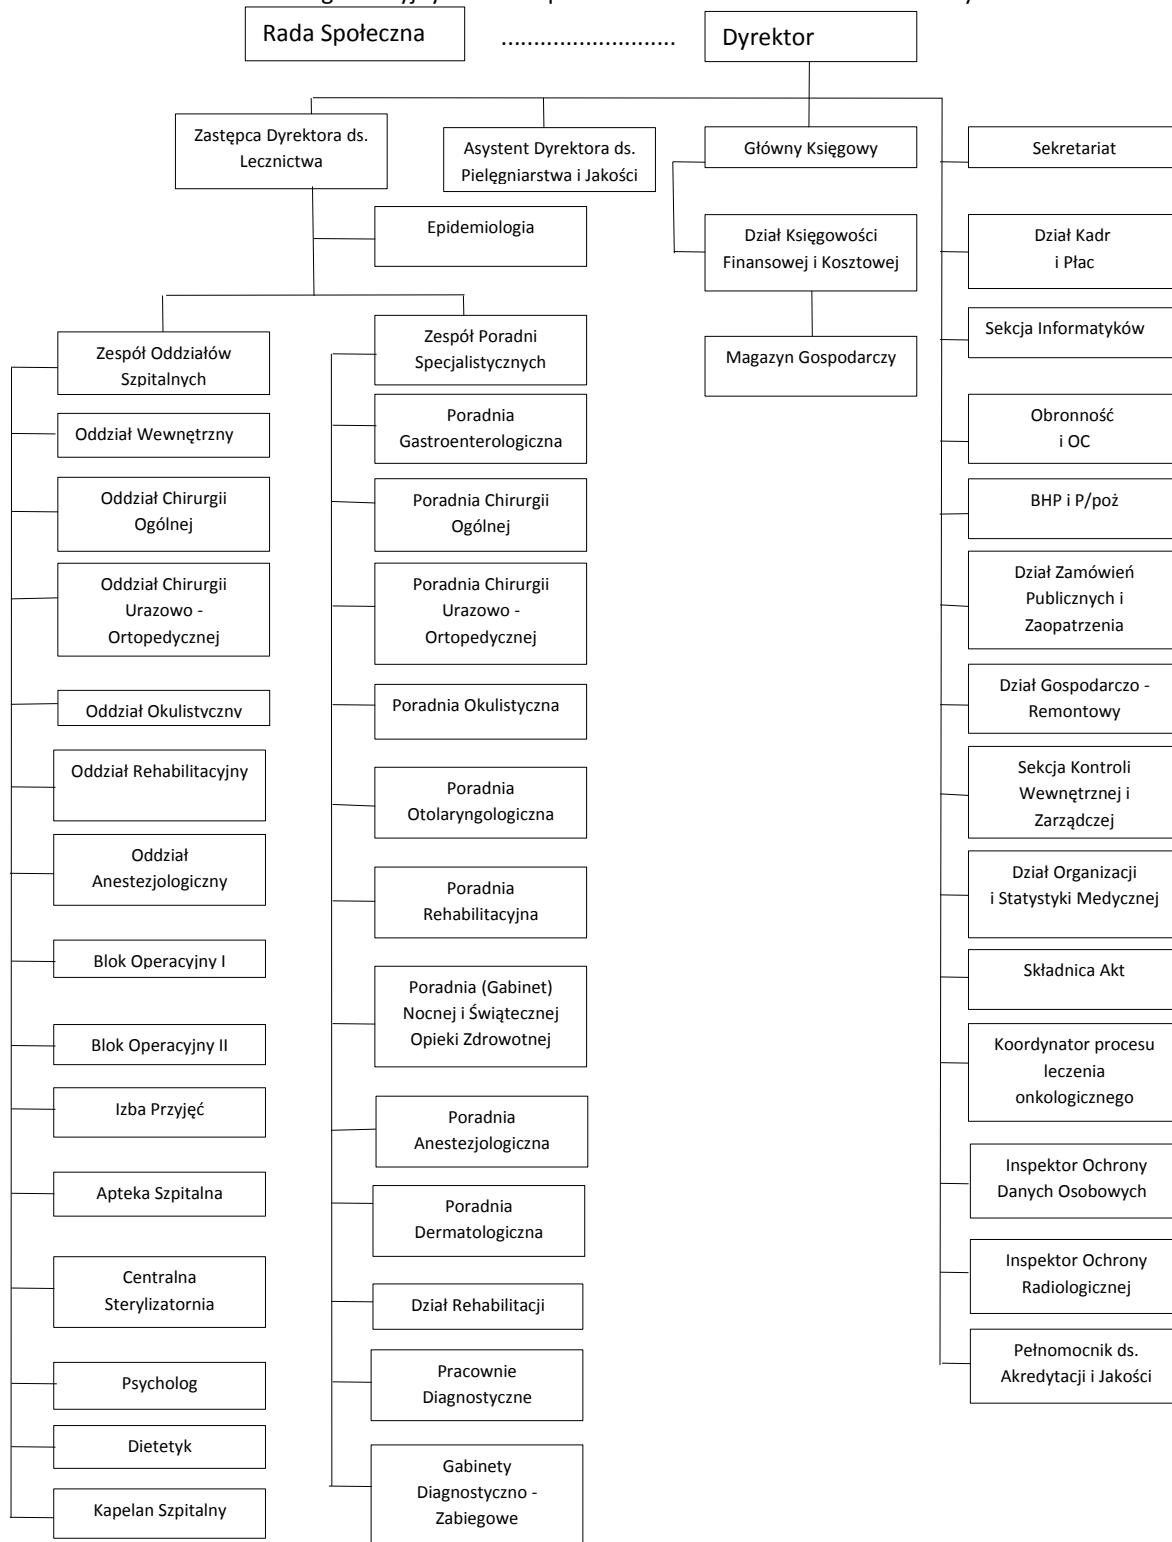 Rada Społeczna
............................
Dyrektor
Zastępca Dyrektora ds.
Lecznictwa
Asystent Dyrektora ds.
Pielęgniarstwa i Jakości
Główny Księgowy
Sekretariat
Epidemiologia
Dział Księgowości
Finansowej i Kosztowej
Dział Kadr
i Płac
Zespół Oddziałów
Szpitalnych
Zespół Poradni
Specjalistycznych
Magazyn Gospodarczy
Sekcja Informatyków
Oddział Wewnętrzny
Oddział Chirurgii
Ogólnej
Oddział Chirurgii
Urazowo -
Ortopedycznej
Oddział Okulistyczny
Oddział Rehabilitacyjny
Oddział
Anestezjologiczny
Blok Operacyjny I
Blok Operacyjny II
Izba Przyjęć
Apteka Szpitalna
Centralna
Sterylizatornia
Psycholog
Dietetyk
Kapelan Szpitalny
Poradnia
Gastroenterologiczna
Poradnia Chirurgii
Ogólnej
Poradnia Chirurgii
Urazowo -
Ortopedycznej
Poradnia Okulistyczna
Poradnia
Otolaryngologiczna
Poradnia
Rehabilitacyjna
Poradnia (Gabinet)
Nocnej i Świątecznej
Opieki Zdrowotnej
Poradnia
Anestezjologiczna
Poradnia
Dermatologiczna
Dział Rehabilitacji
Pracownie
Diagnostyczne
Gabinety
Diagnostyczno -
Zabiegowe
Obronność
i OC
BHP i P/poż
Dział Zamówień
Publicznych i
Zaopatrzenia
Dział Gospodarczo -
Remontowy
Sekcja Kontroli
Wewnętrznej i
Zarządczej
Dział Organizacji
i Statystyki Medycznej
Składnica Akt
Koordynator procesu
leczenia
onkologicznego
Inspektor Ochrony
Danych Osobowych
Inspektor Ochrony
Radiologicznej
Pełnomocnik ds.
Akredytacji i Jakości